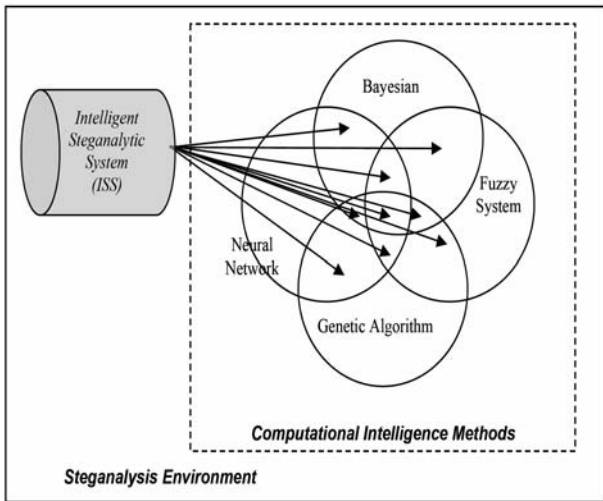 Intelligent
Steganalytic
System
(ISS)
Bayesian
Fuzzy
System
Neural
Network
Genetic Algorithm
Computational Intelligence Methods
Steganalysis Environment